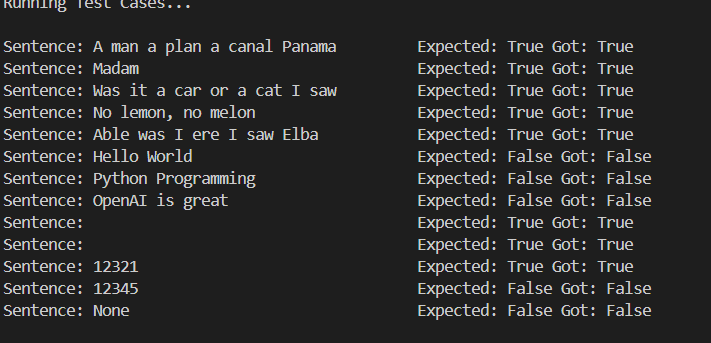 Running Test Cases...
Sentence: A man a plan a canal Panama Expected: True Got: True
Sentence: Madam Expected: True Got: True
Sentence: Was it a car or a cat I saw Expected: True Got: True
Sentence: No lemon, no melon Expected: True Got: True
Sentence: Able was I ere I saw Elba Expected: True Got: True
Sentence: Hello World Expected: False Got: False
Sentence: Python Programming Expected: False Got: False
Sentence: OpenAI is great Expected: False Got: False
Sentence: Expected: True Got: True
Sentence: Expected: True Got: True
Sentence: 12321 Expected: True Got: True
Sentence: 12345 Expected: False Got: False
Sentence: None Expected: False Got: False